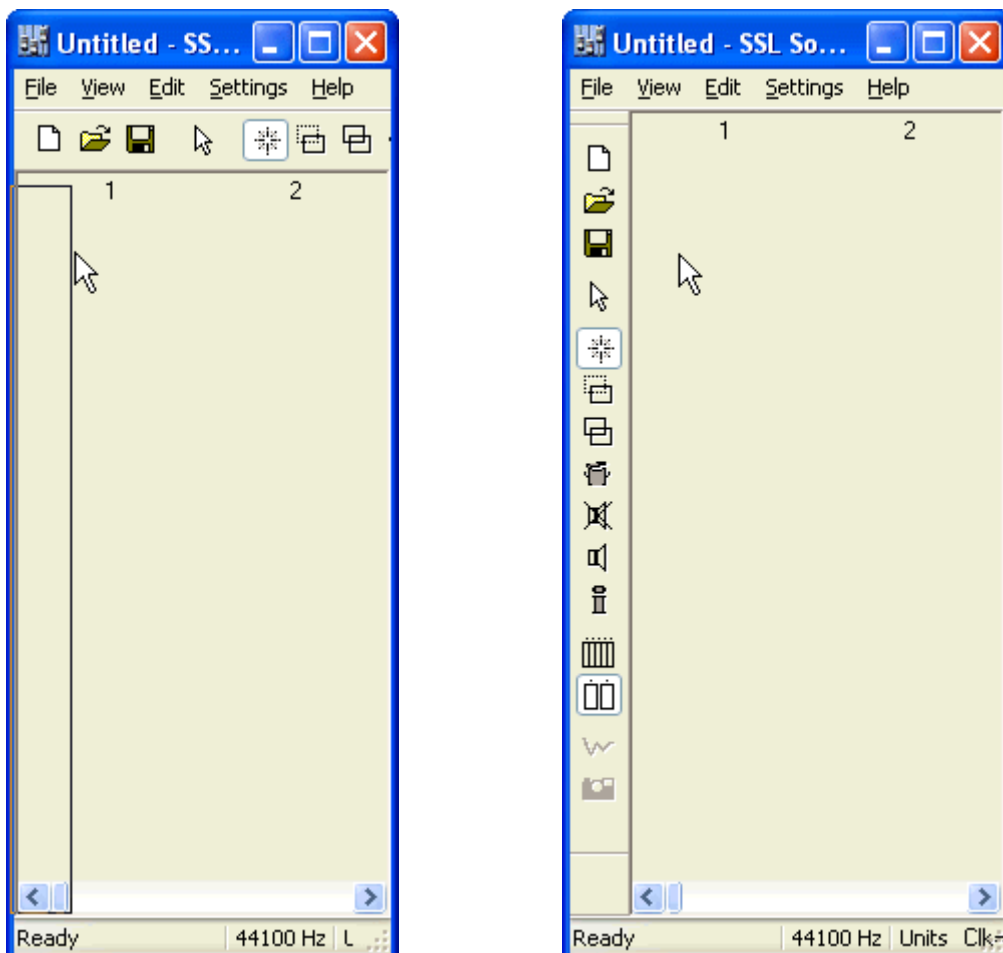 Untitled - SS...
File View Edit Settings Help
1 2
Ready 44100 Hz L
Untitled - SSL So...
File View Edit Settings Help
1 2
Ready 44100 Hz Units Clk=